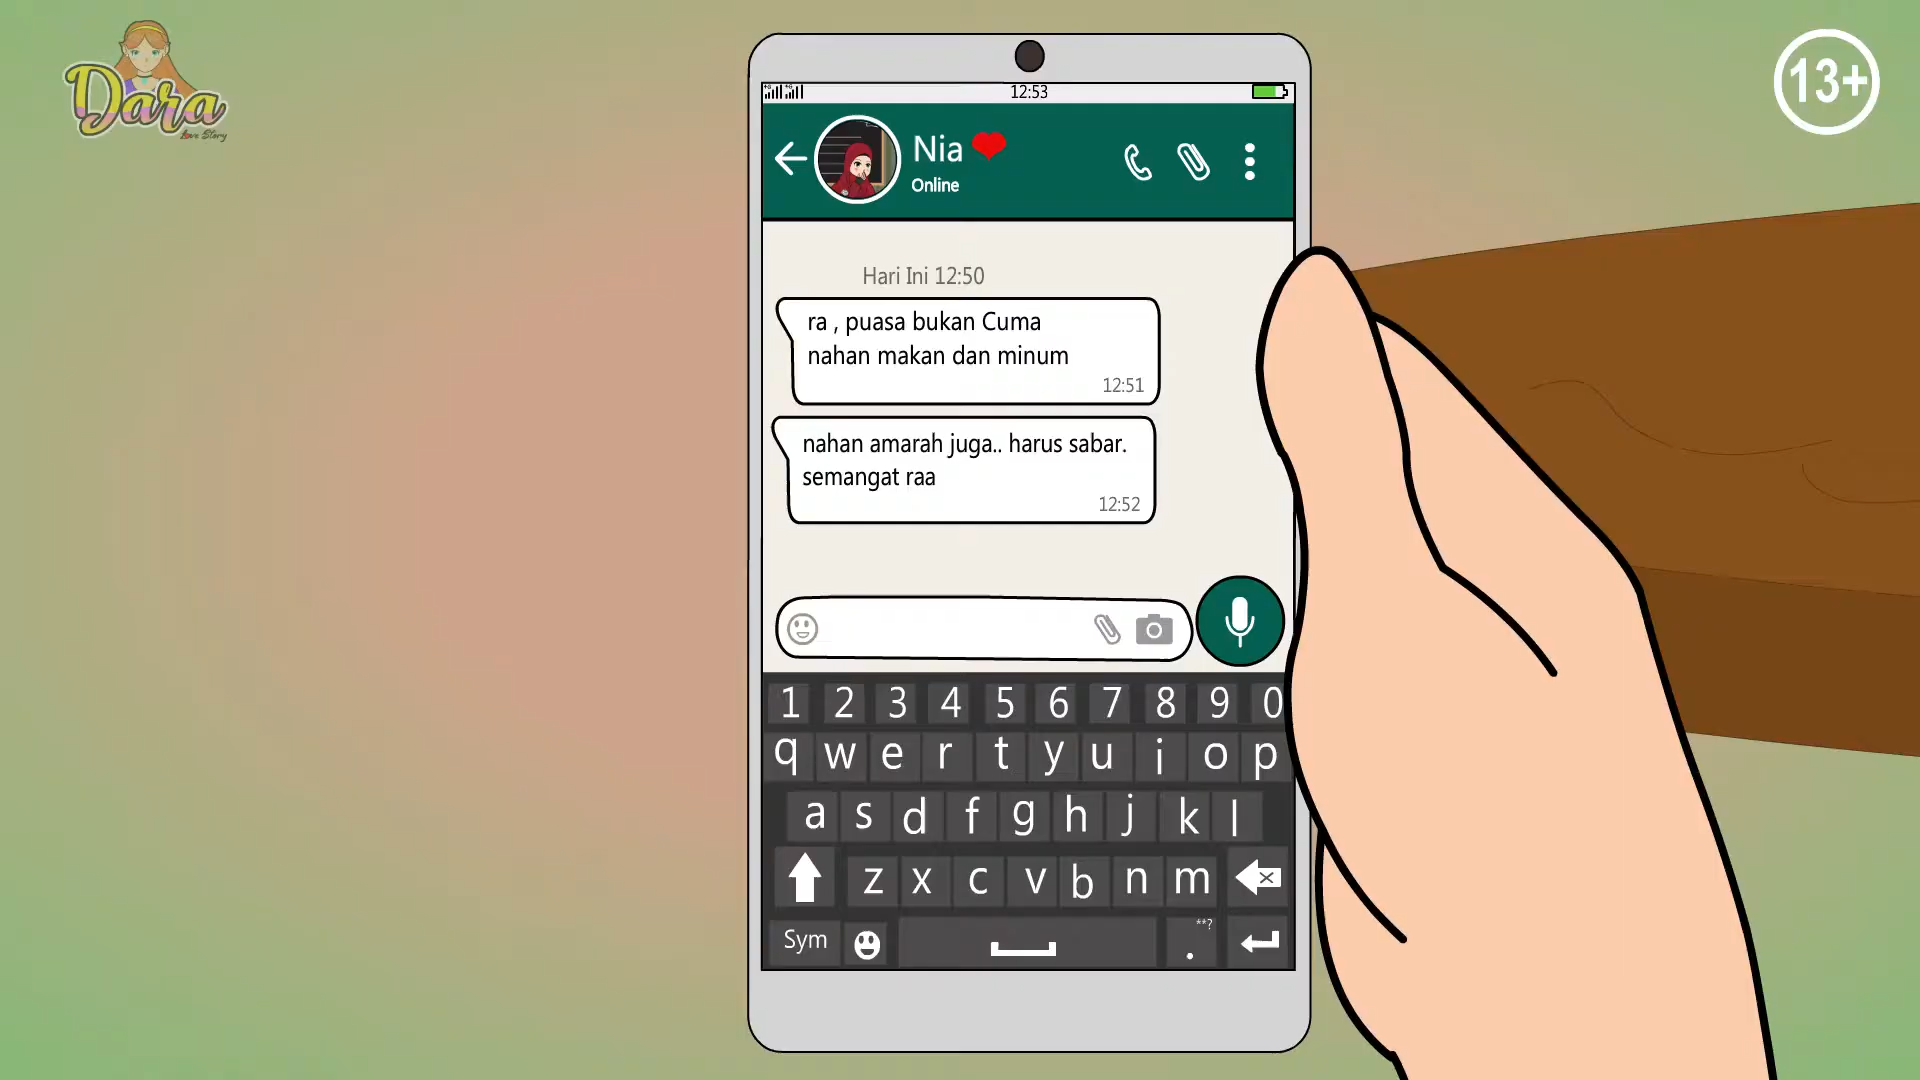 Dara
Love Story
13+
12:53
Nia
Online
Hari Ini 12:50
ra , puasa bukan Cuma
nahan makan dan minum
12:51
nahan amarah juga.. harus sabar.
semangat raa
12:52
1 2 3 4 5 6 7 8 9 0
q w e r t y u i o p
a s d f g h j k l
z x c v b n m
**?
Sym .